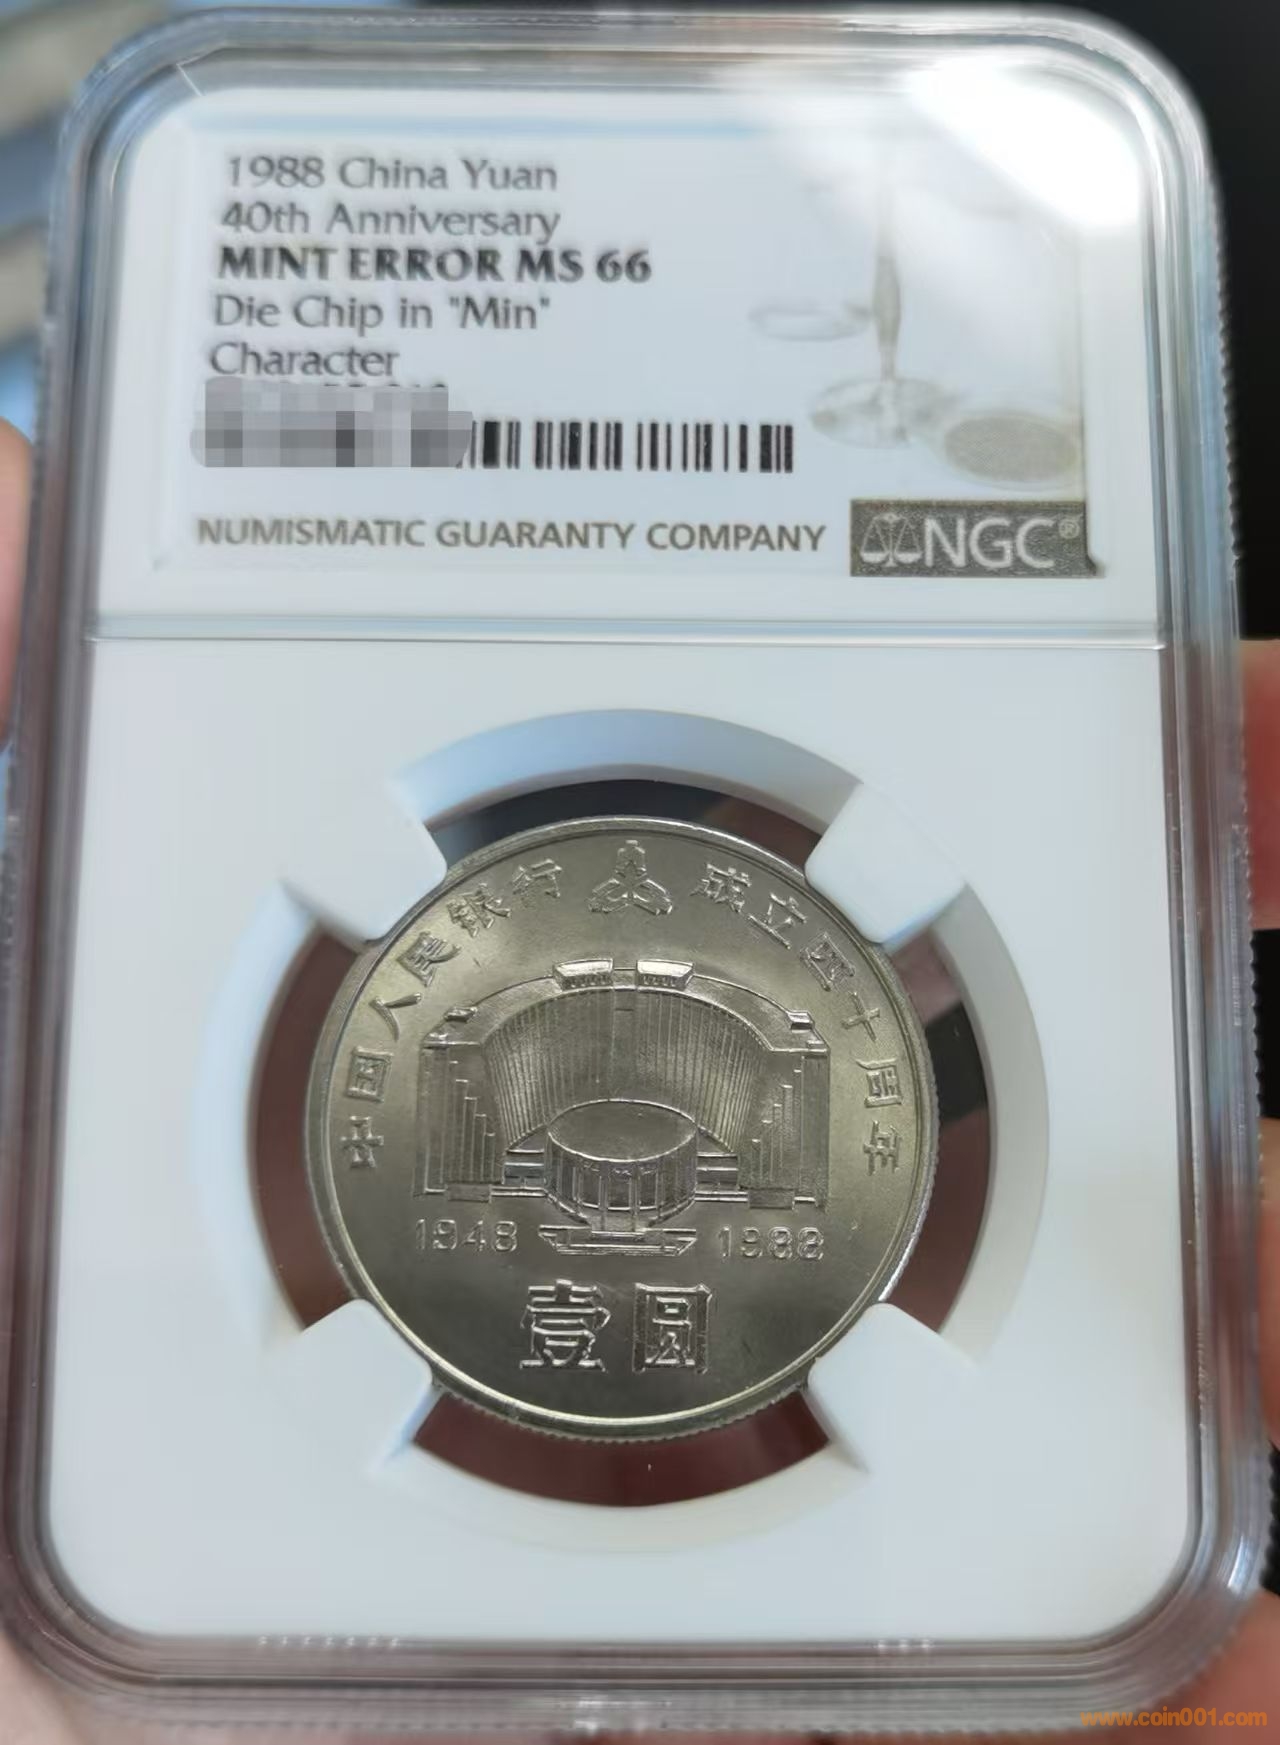 1988 China Yuan
40th Anniversary
MINT ERROR MS 66
Die Chip in "Min"
Character
NUMISMATIC GUARANTY COMPANY
NGC®
中国人民银行 成立四十周年
1948 1988
壹圆
www.coin001.com